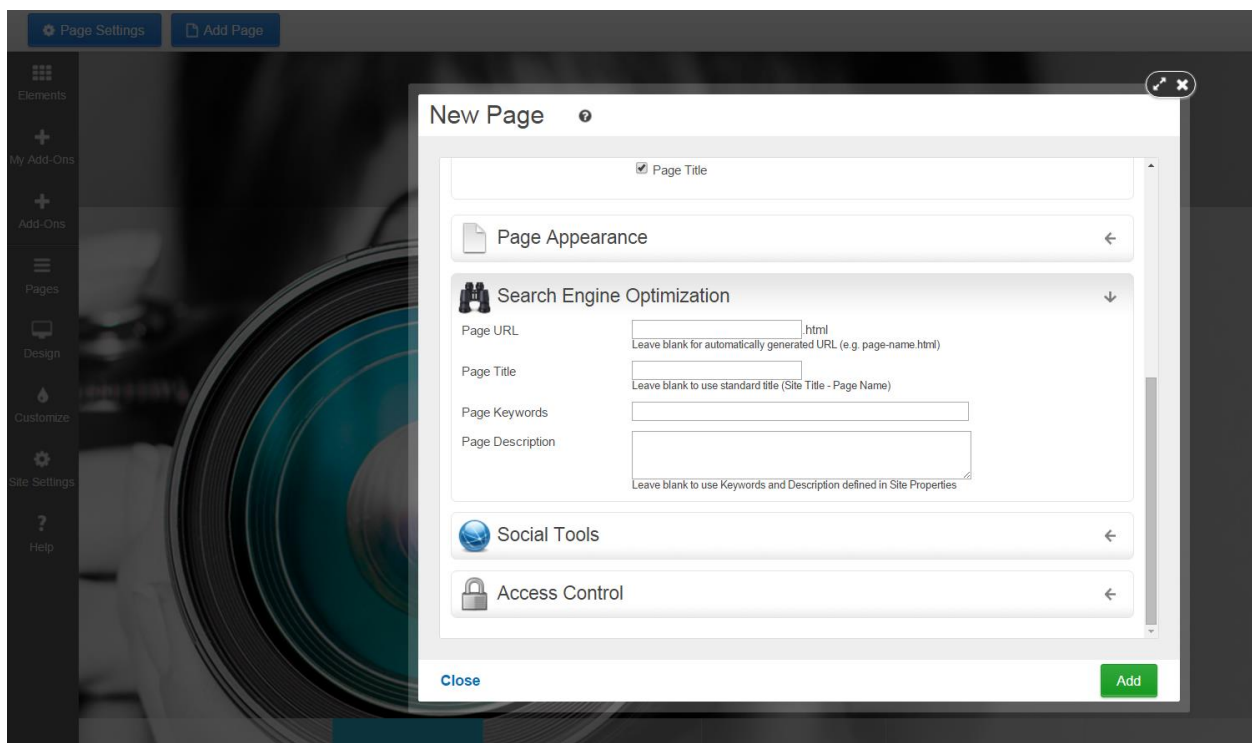 Page Settings
Add Page
Elements
My Add-Ons
Add-Ons
Pages
Design
Customize
Site Settings
?
Help
New Page ?
Page Title
Page Appearance
Search Engine Optimization
Page URL .html
Leave blank for automatically generated URL (e.g. page-name.html)
Page Title
Leave blank to use standard title (Site Title - Page Name)
Page Keywords
Page Description
Leave blank to use Keywords and Description defined in Site Properties
Social Tools
Access Control
Close
Add